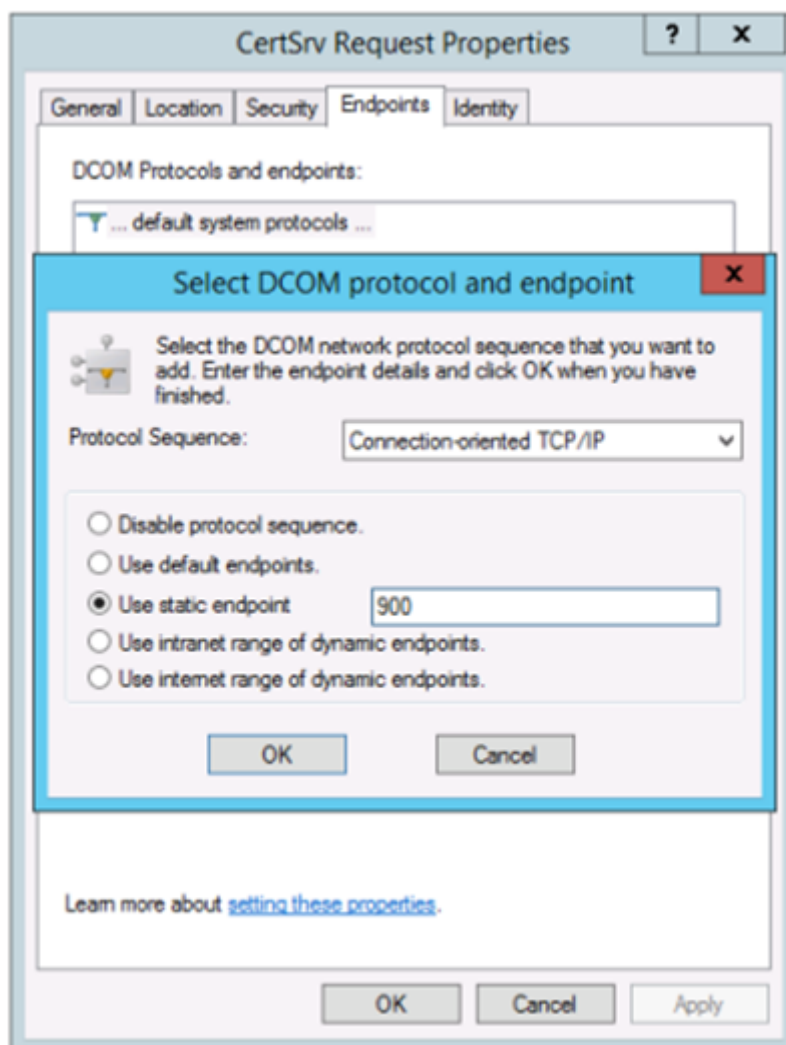 CertSrv Request Properties
? x
General Location Security Endpoints Identity
DCOM Protocols and endpoints:
... default system protocols ...
Select DCOM protocol and endpoint
x
Select the DCOM network protocol sequence that you want to
add. Enter the endpoint details and click OK when you have
finished.
Protocol Sequence: Connection-oriented TCP/IP
Disable protocol sequence.
Use default endpoints.
Use static endpoint 900
Use intranet range of dynamic endpoints.
Use internet range of dynamic endpoints.
OK Cancel
Learn more about setting these properties.
OK Cancel Apply